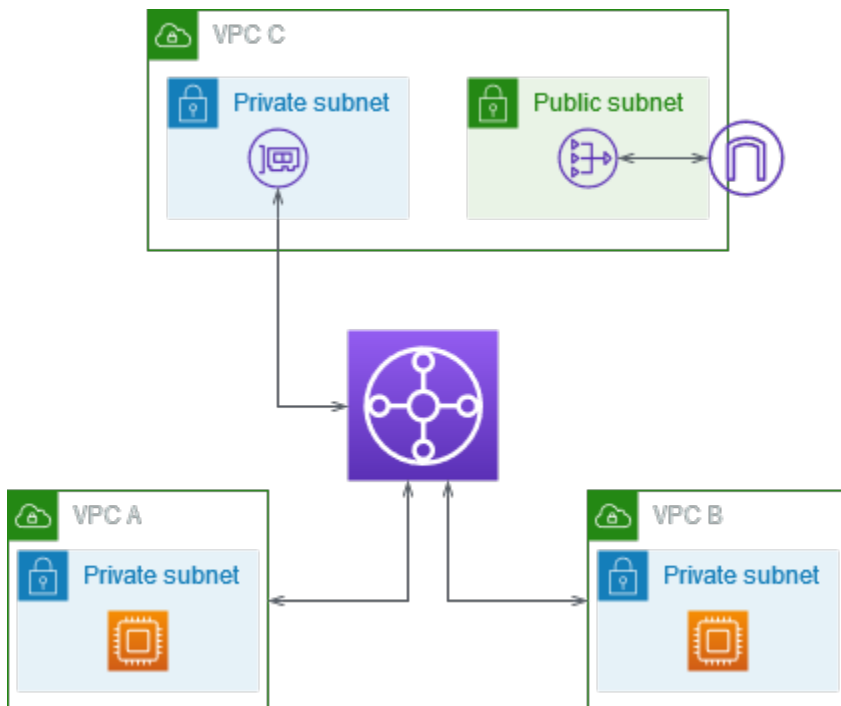 VPC C
Private subnet
Public subnet
VPC A
VPC B
Private subnet
Private subnet